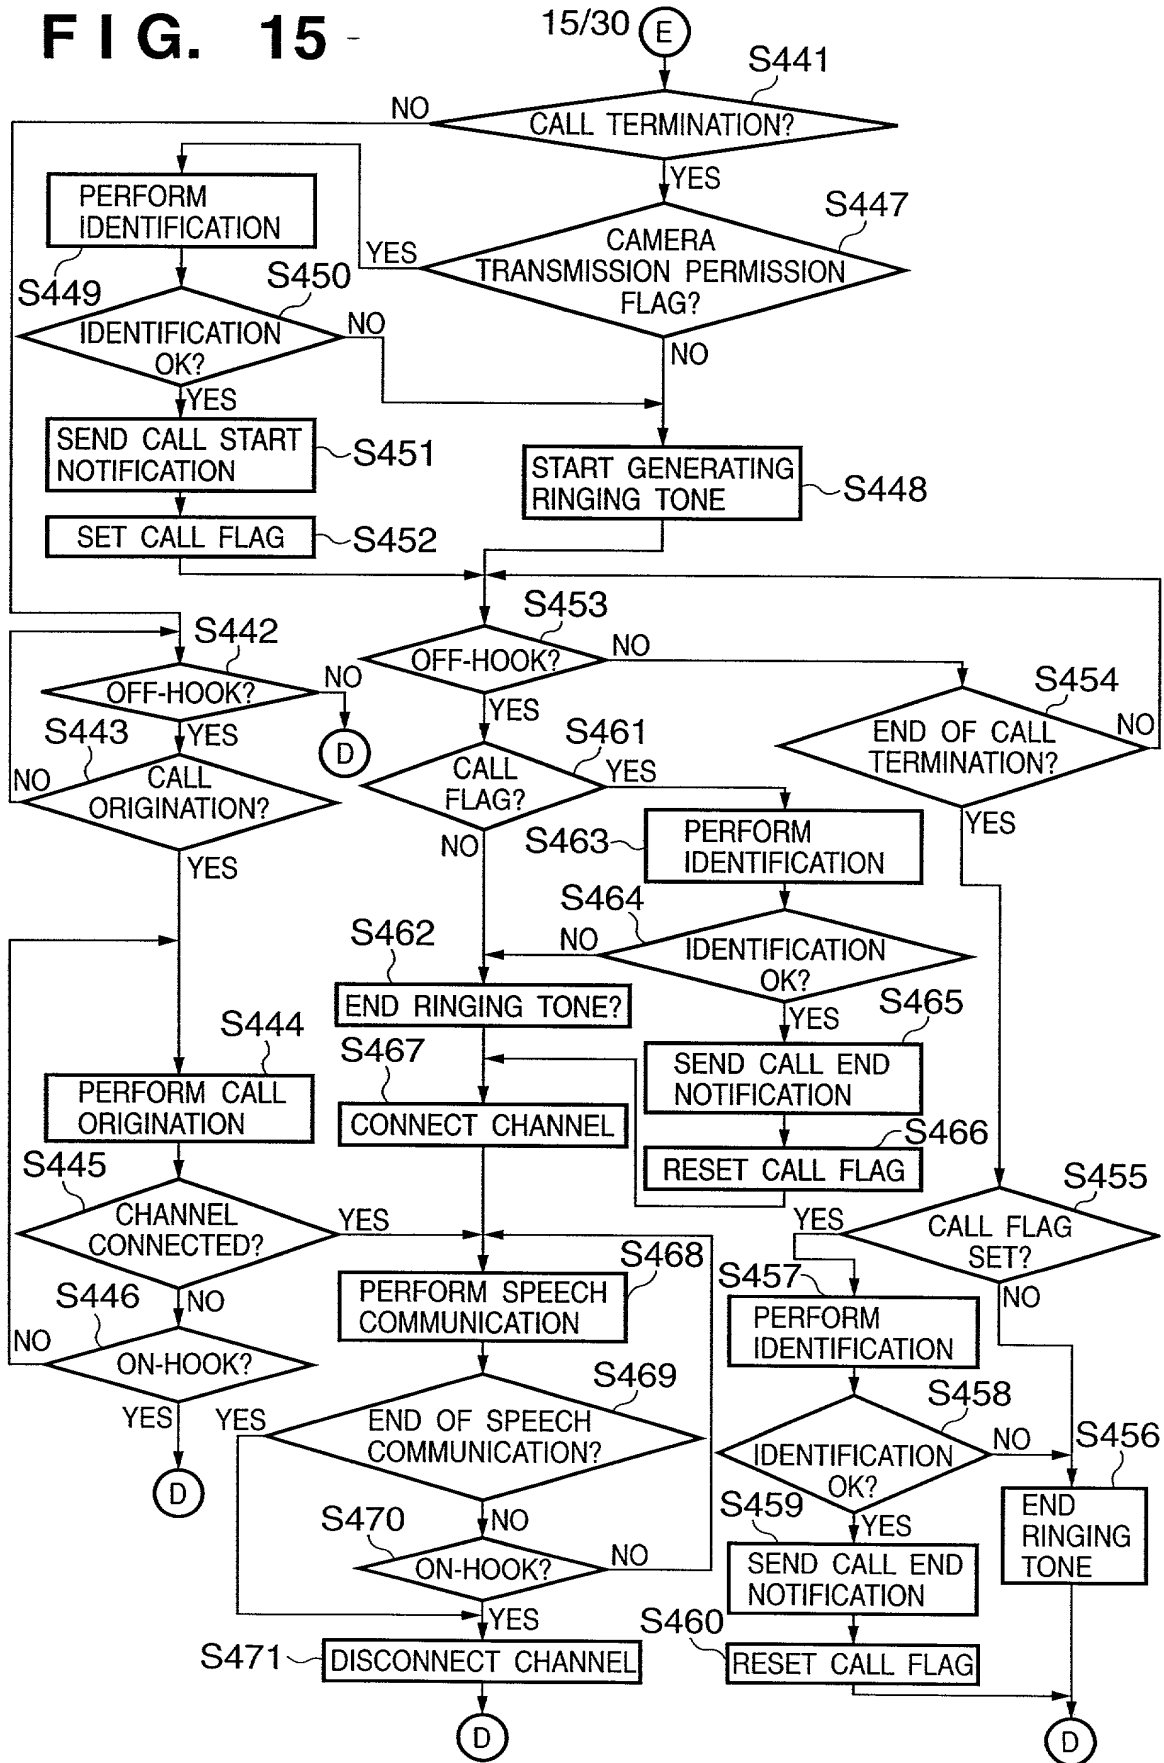 FIG. 15
15/30
E
S441
NO
CALL TERMINATION?
YES
PERFORM
IDENTIFICATION
S447
YES
CAMERA
TRANSMISSION PERMISSION
FLAG?
S449
S450
IDENTIFICATION
OK?
NO
NO
YES
SEND CALL START
NOTIFICATION
S451
START GENERATING
RINGING TONE
S448
SET CALL FLAG
S452
S453
S442
OFF-HOOK?
NO
OFF-HOOK?
NO
S454
YES
YES
END OF CALL
TERMINATION?
NO
S443
D
S461
NO
CALL
ORIGINATION?
CALL
FLAG?
YES
YES
NO
S463
PERFORM
IDENTIFICATION
YES
S464
S462
NO
IDENTIFICATION
OK?
END RINGING TONE?
YES
S465
S444
S467
SEND CALL END
NOTIFICATION
PERFORM CALL
ORIGINATION
CONNECT CHANNEL
S466
RESET CALL FLAG
S445
S455
CHANNEL
CONNECTED?
YES
YES
CALL FLAG
SET?
S468
S457
S446
NO
PERFORM SPEECH
COMMUNICATION
PERFORM
IDENTIFICATION
NO
NO
ON-HOOK?
S469
S458
YES
YES
END OF SPEECH
COMMUNICATION?
IDENTIFICATION
OK?
NO
S456
D
S459
END
RINGING
TONE
S470
NO
YES
ON-HOOK?
NO
SEND CALL END
NOTIFICATION
YES
S460
S471
DISCONNECT CHANNEL
RESET CALL FLAG
D
D